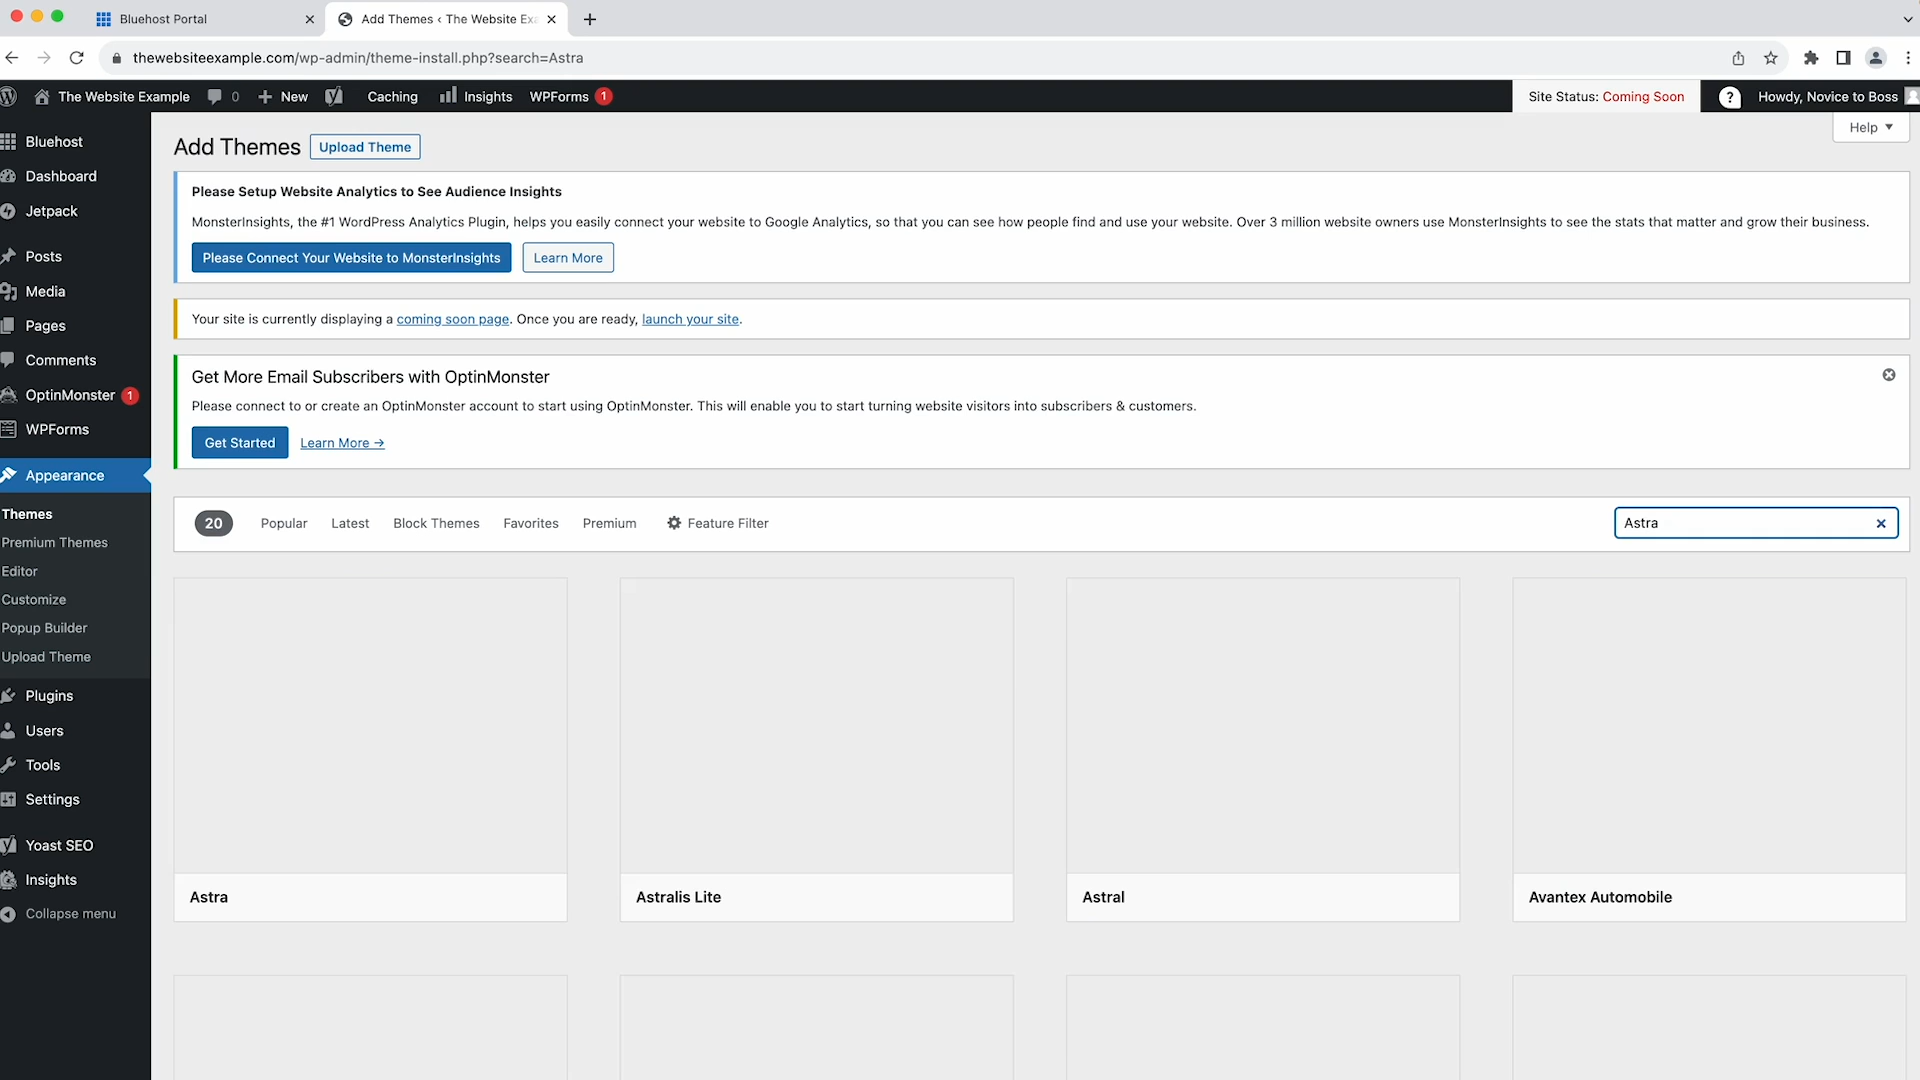 Bluehost Portal
Add Themes ‹ The Website Exa
thewebsiteexample.com/wp-admin/theme-install.php?search=Astra
The Website Example 0 New Caching Insights WPForms 1 Site Status: Coming Soon ? Howdy, Novice to Boss
Help
Bluehost
Dashboard
Jetpack
Posts
Media
Pages
Comments
OptinMonster 1
WPForms
Appearance
Themes
Premium Themes
Editor
Customize
Popup Builder
Upload Theme
Plugins
Users
Tools
Settings
Yoast SEO
Insights
Collapse menu
Add Themes Upload Theme
Please Setup Website Analytics to See Audience Insights
MonsterInsights, the #1 WordPress Analytics Plugin, helps you easily connect your website to Google Analytics, so that you can see how people find and use your website. Over 3 million website owners use MonsterInsights to see the stats that matter and grow their business.
Please Connect Your Website to MonsterInsights Learn More
Your site is currently displaying a coming soon page. Once you are ready, launch your site.
Get More Email Subscribers with OptinMonster
Please connect to or create an OptinMonster account to start using OptinMonster. This will enable you to start turning website visitors into subscribers & customers.
Get Started Learn More →
20 Popular Latest Block Themes Favorites Premium Feature Filter Astra
Astra Astralis Lite Astral Avantex Automobile